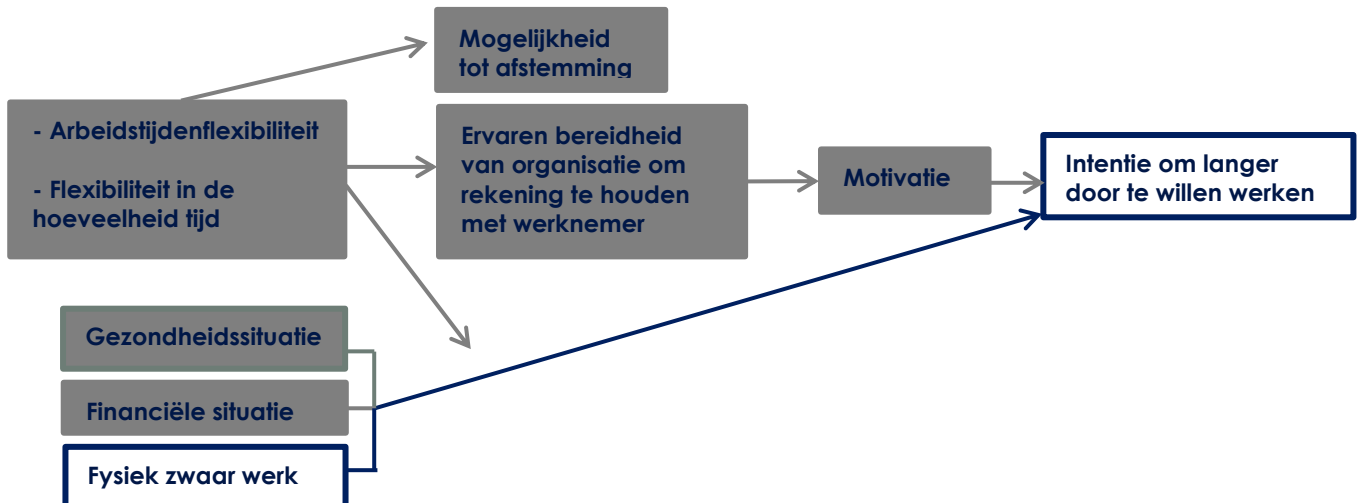 Mogelijkheid
tot afstemming
- Arbeidstijdenflexibiliteit
- Flexibiliteit in de
hoeveelheid tijd
Ervaren bereidheid
van organisatie om
rekening te houden
met werknemer
Motivatie
Intentie om langer
door te willen werken
Gezondheidssituatie
Financiële situatie
Fysiek zwaar werk